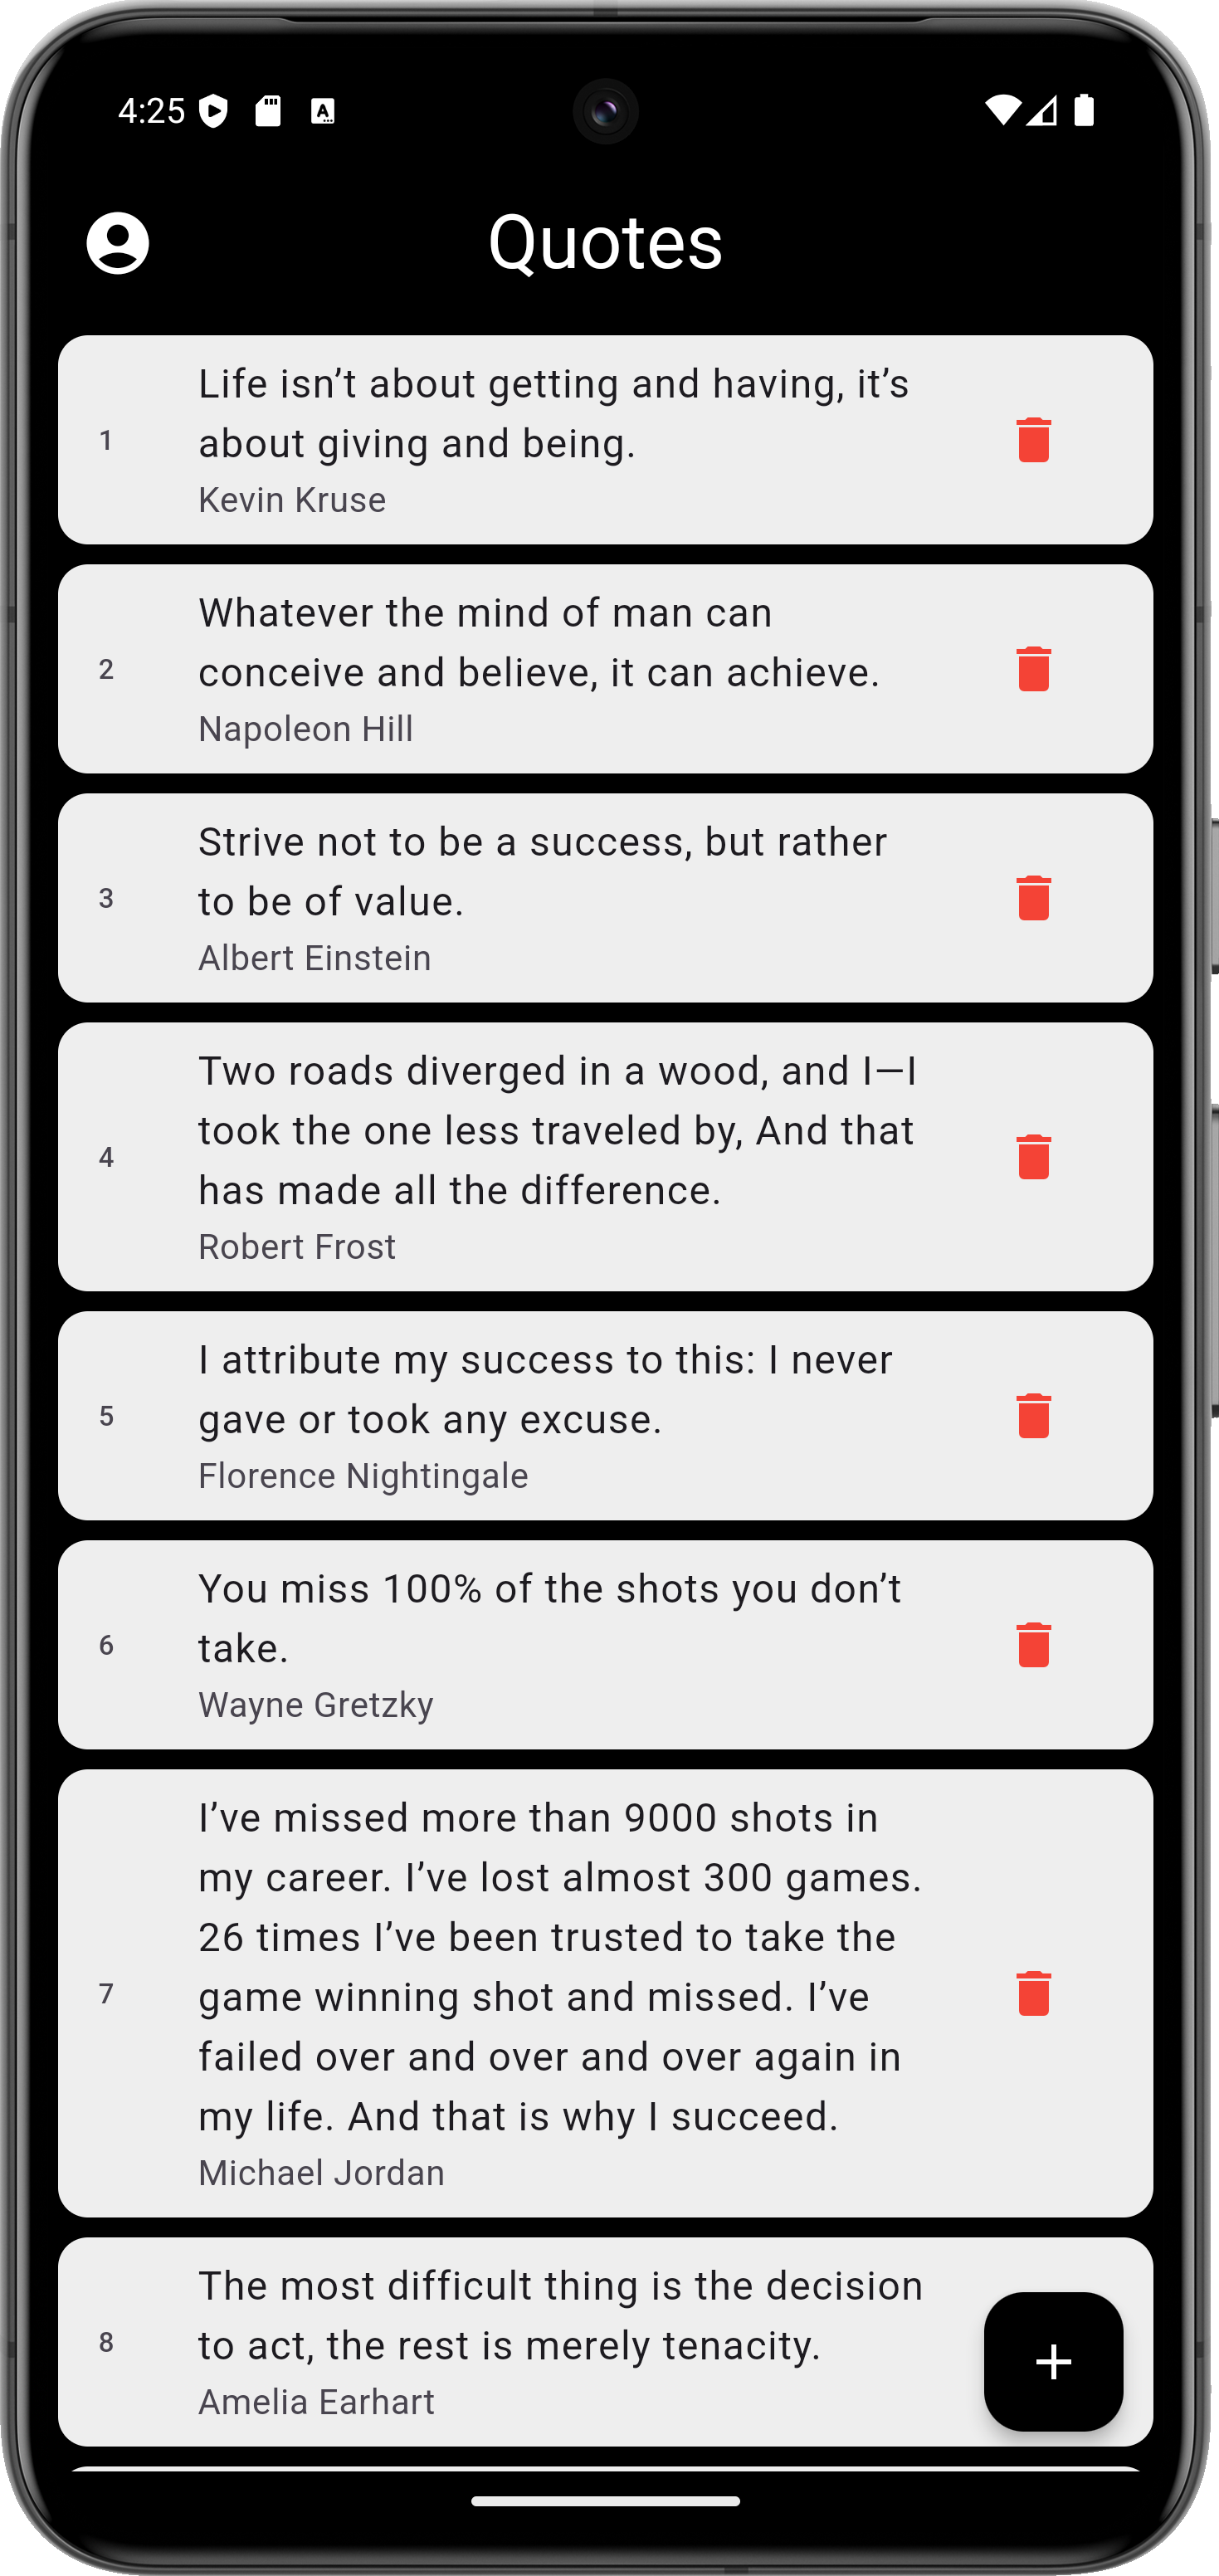 4:25
Quotes
1
Life isn’t about getting and having, it’s
about giving and being.
Kevin Kruse
2
Whatever the mind of man can
conceive and believe, it can achieve.
Napoleon Hill
3
Strive not to be a success, but rather
to be of value.
Albert Einstein
4
Two roads diverged in a wood, and I—I
took the one less traveled by, And that
has made all the difference.
Robert Frost
5
I attribute my success to this: I never
gave or took any excuse.
Florence Nightingale
6
You miss 100% of the shots you don’t
take.
Wayne Gretzky
7
I’ve missed more than 9000 shots in
my career. I’ve lost almost 300 games.
26 times I’ve been trusted to take the
game winning shot and missed. I’ve
failed over and over and over again in
my life. And that is why I succeed.
Michael Jordan
8
The most difficult thing is the decision
to act, the rest is merely tenacity.
Amelia Earhart